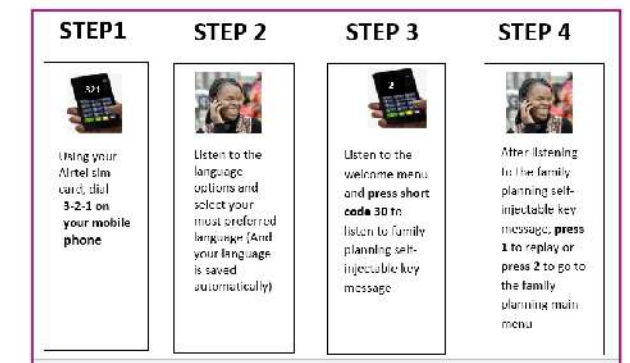 STEP1
321
Using your
Airtel sim
card, dial
3-2-1 on
your mobile
phone
STEP 2
Listen to the
language
options and
select your
most preferred
language (And
your language
is saved
automatically)
STEP 3
2
Listen to the
welcome menu
and press short
code 30 to
listen to family
planning self-
injectable key
message
STEP 4
After listening
to the family
planning self-
injectable key
message, press
1 to replay or
press 2 to go to
the family
planning main
menu